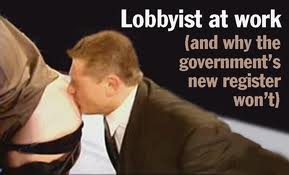 Lobbyist at work
(and why the
government's
new register
won't)